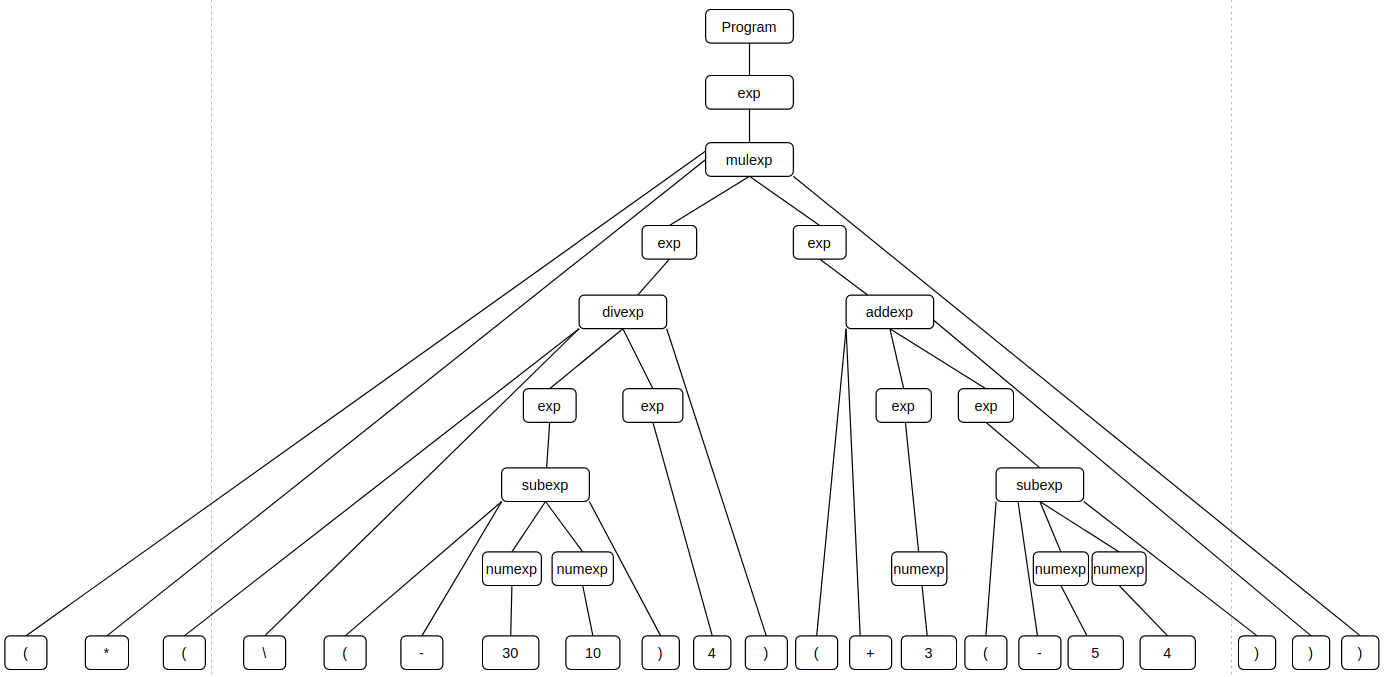 Program
exp
mulexp
exp exp
divexp addexp
exp exp exp exp
subexp subexp
numexp numexp numexp numexp numexp
( * ( \ ( - 30 10 ) 4 ) ( + 3 ( - 5 4 ) ) )